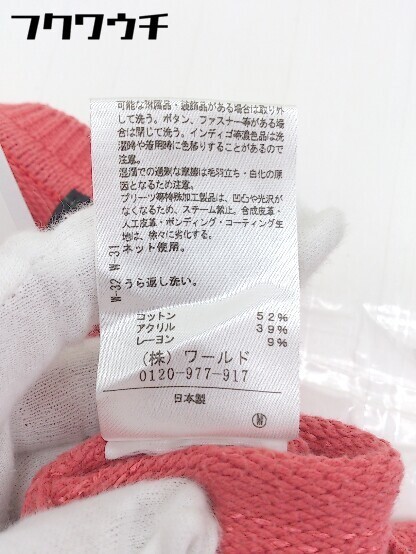 フクワウチ
可能な附属品・装飾品がある場合は取り外
して洗う。ボタン、ファスナー等がある場
合は閉じて洗う。インディゴ等濃色品は洗
濯時や着用時に色移りすることがあるので
注意。
湿潤での過剰な摩擦は毛羽立ち・白化の原
因となるため注意。
プリーツ等特殊加工製品は、凹凸や光沢が
なくなるため、スチーム禁止。合成皮革・
人工皮革・ボンディング・コーティング生
地は、徐々に劣化する。
W-31 ネット使用。
W-32 うら返し洗い。
コットン 52%
アクリル 39%
レーヨン 9%
(株) ワールド
0120-977-917
日本製
M